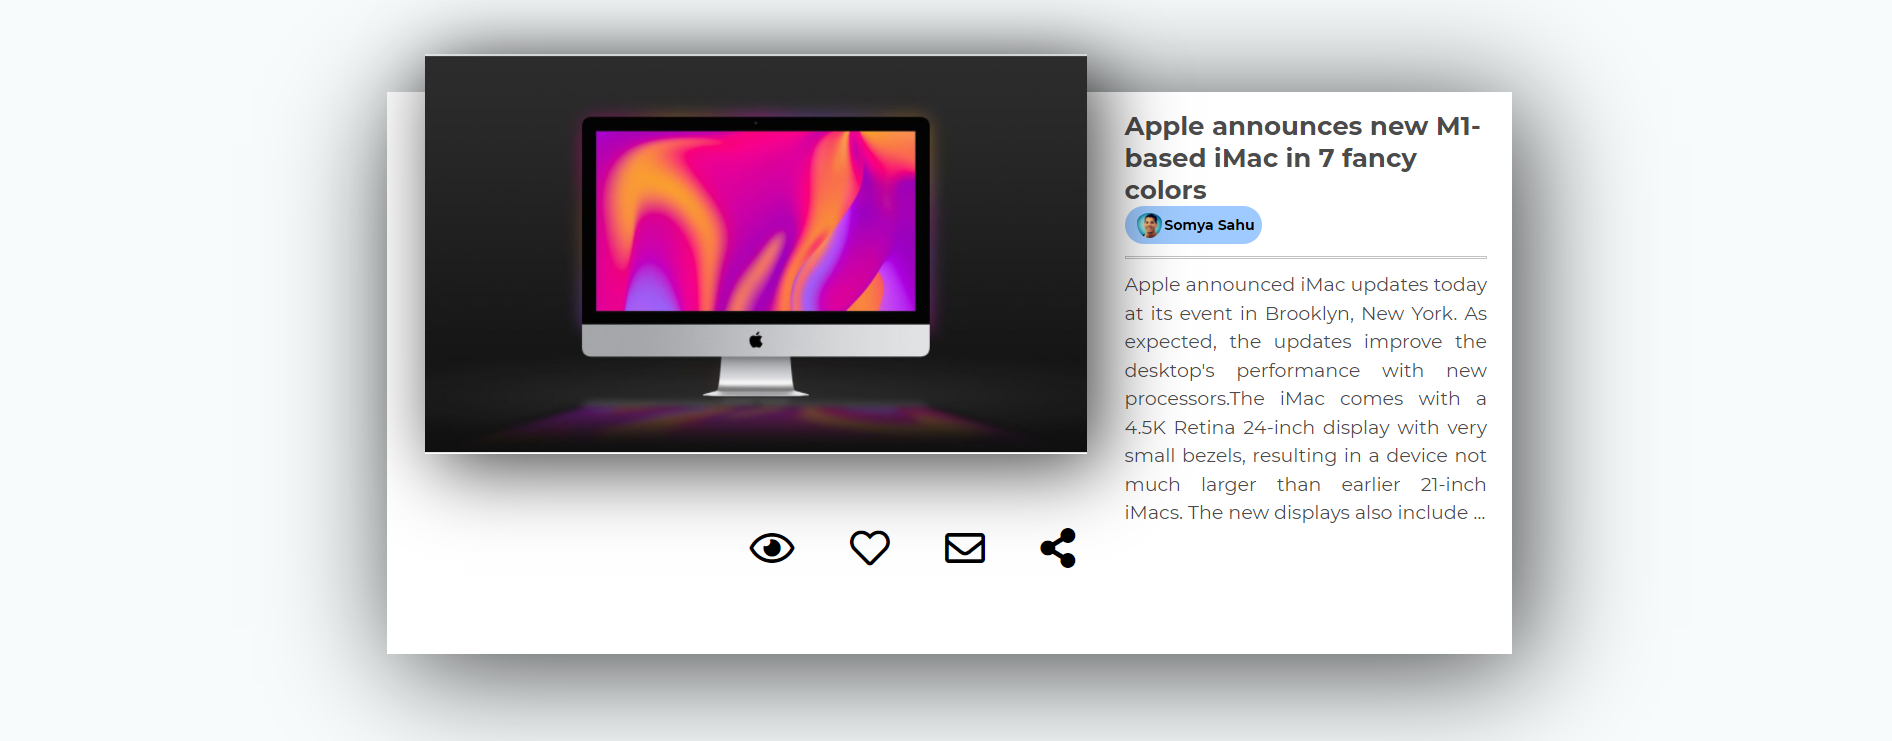 Apple announces new M1-
based iMac in 7 fancy
colors
Somya Sahu
Apple announced iMac updates today
at its event in Brooklyn, New York. As
expected, the updates improve the
desktop's performance with new
processors.The iMac comes with a
4.5K Retina 24-inch display with very
small bezels, resulting in a device not
much larger than earlier 21-inch
iMacs. The new displays also include ...